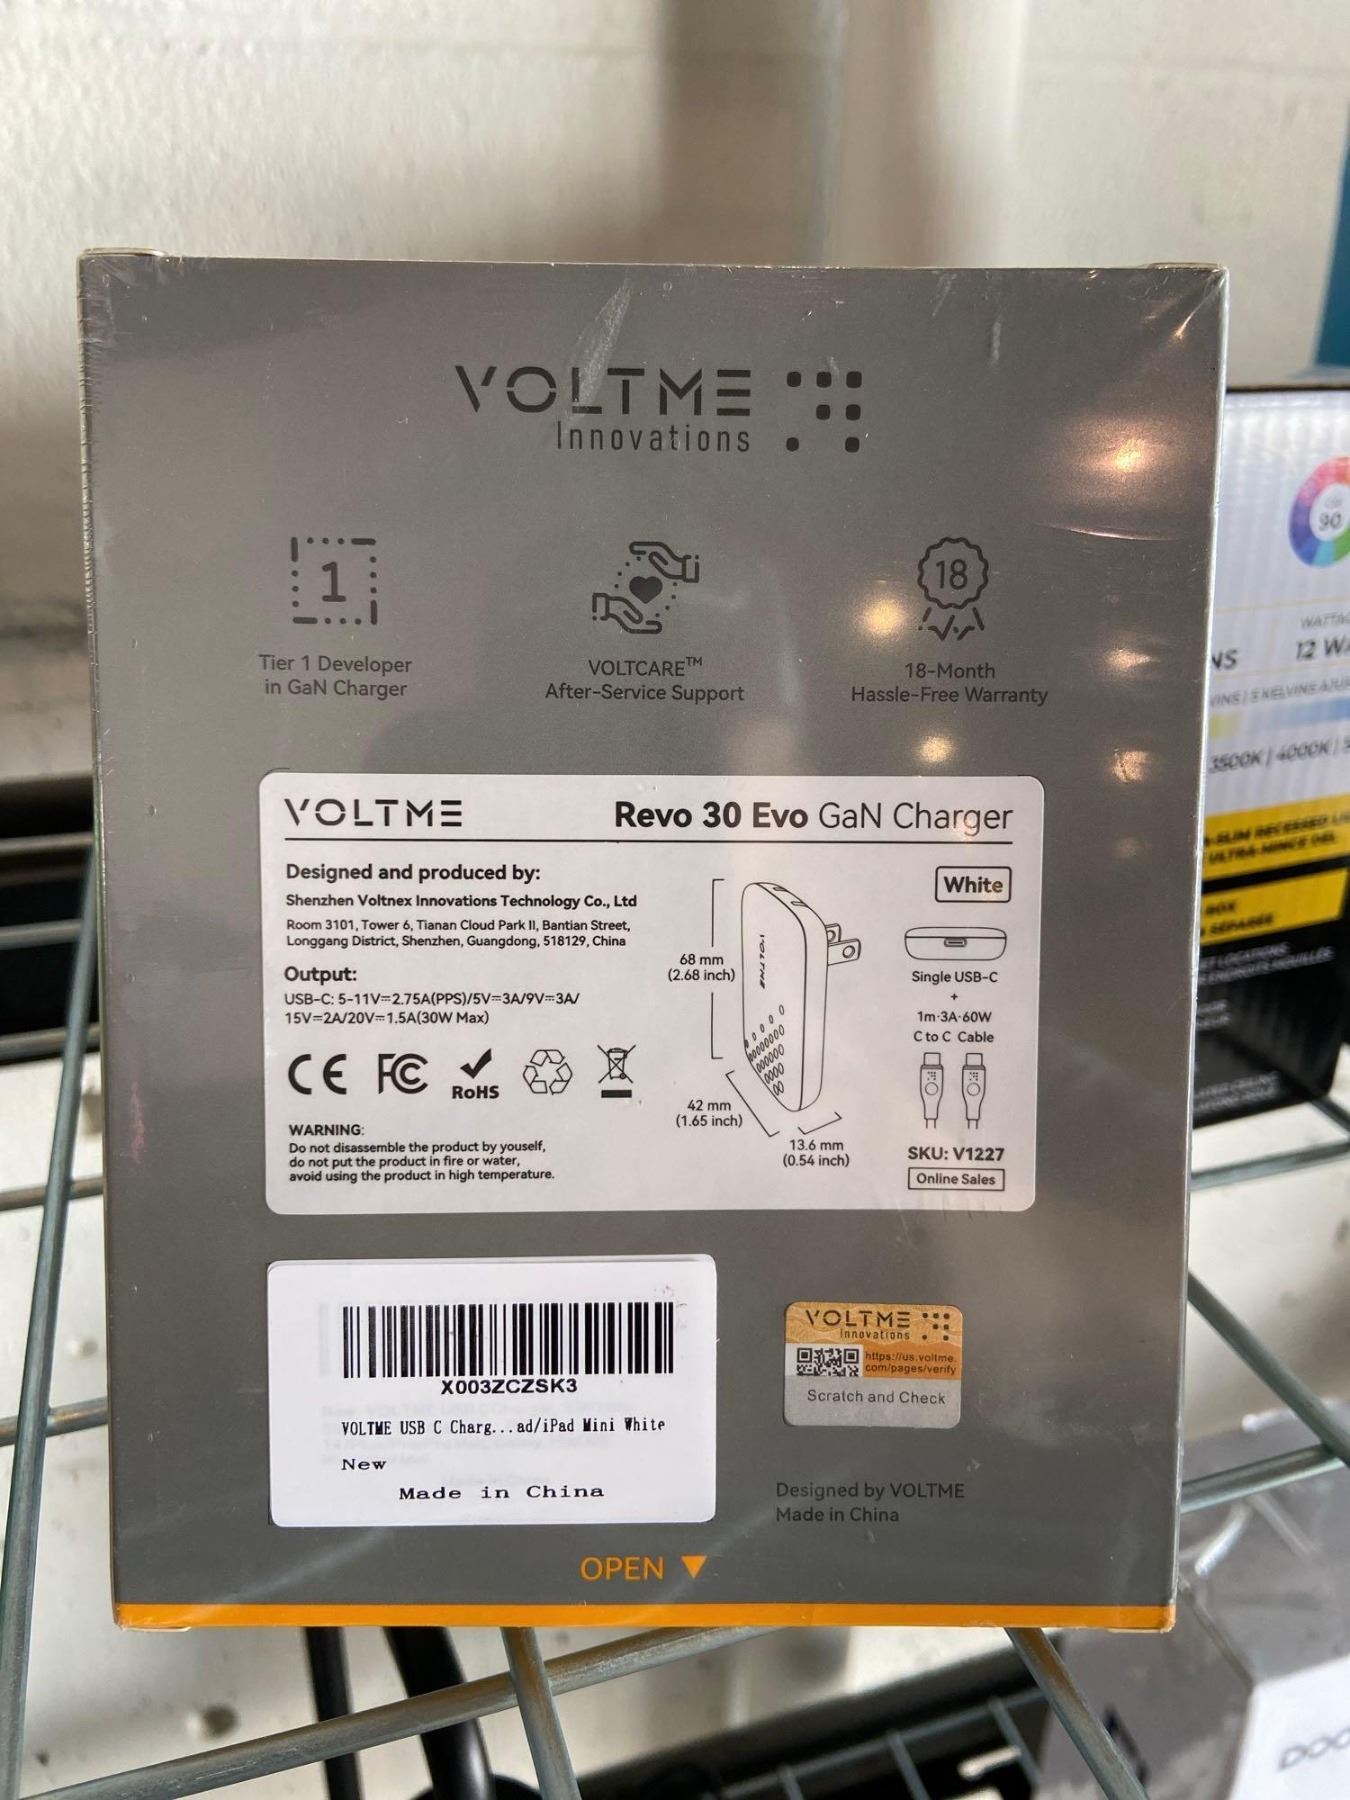 VOLTME
Innovations
1
Tier 1 Developer
in GaN Charger
VOLTCARE™
After-Service Support
18
18-Month
Hassle-Free Warranty
VOLTME
Revo 30 Evo GaN Charger
Designed and produced by:
Shenzhen Voltnex Innovations Technology Co., Ltd
Room 3101, Tower 6, Tianan Cloud Park II, Bantian Street,
Longgang District, Shenzhen, Guangdong, 518129, China
Output:
USB-C: 5-11V⎓2.75A(PPS)/5V⎓3A/9V⎓3A/
15V⎓2A/20V⎓1.5A(30W Max)
CE FC RoHS
WARNING:
Do not disassemble the product by youself,
do not put the product in fire or water,
avoid using the product in high temperature.
VOLTME
68 mm
(2.68 inch)
42 mm
(1.65 inch)
13.6 mm
(0.54 inch)
White
Single USB-C
+
1m·3A·60W
C to C Cable
SKU: V1227
Online Sales
X003ZCZSK3
VOLTME USB C Charg...ad/iPad Mini White
New
Made in China
VOLTME
Innovations
https://us.voltme.
com/pages/verify
Scratch and Check
Designed by VOLTME
Made in China
OPEN
90
12
3500K | 4000K |